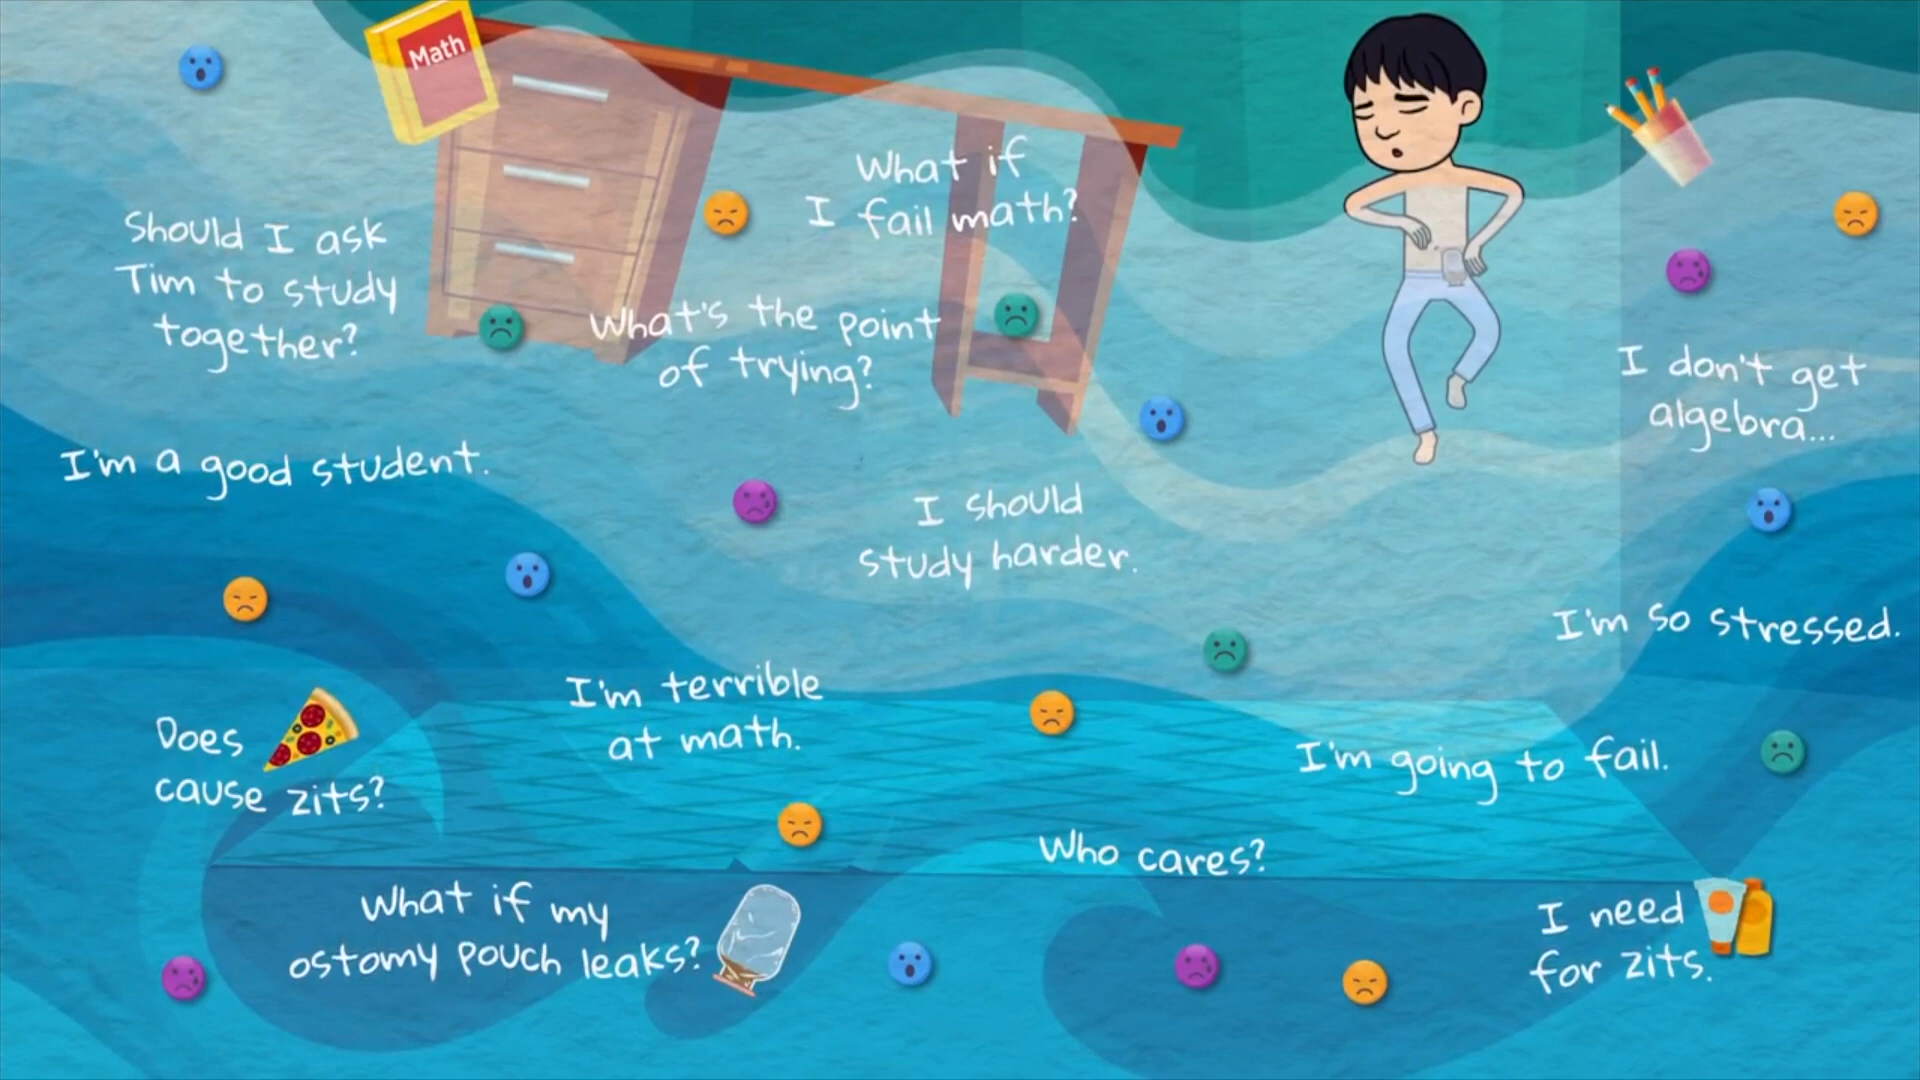 Math
What if
I fail math?
Should I ask
Tim to study
together?
What's the point
of trying?
I don't get
algebra...
I'm a good student.
I should
study harder.
I'm so stressed.
I'm terrible
at math.
Does
cause zits?
I'm going to fail.
Who cares?
What if my
ostomy pouch leaks?
I need
for zits.